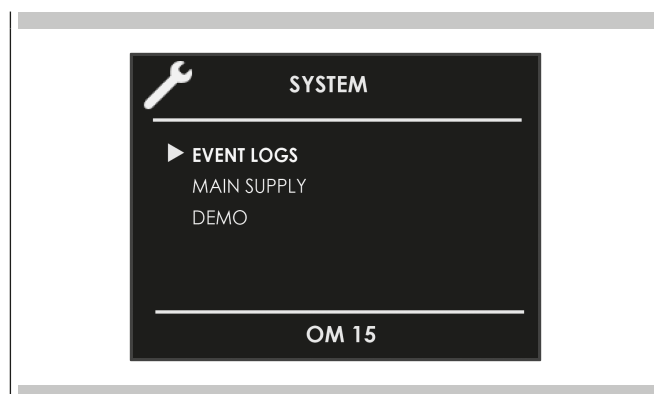 SYSTEM
EVENT LOGS
MAIN SUPPLY
DEMO
OM 15